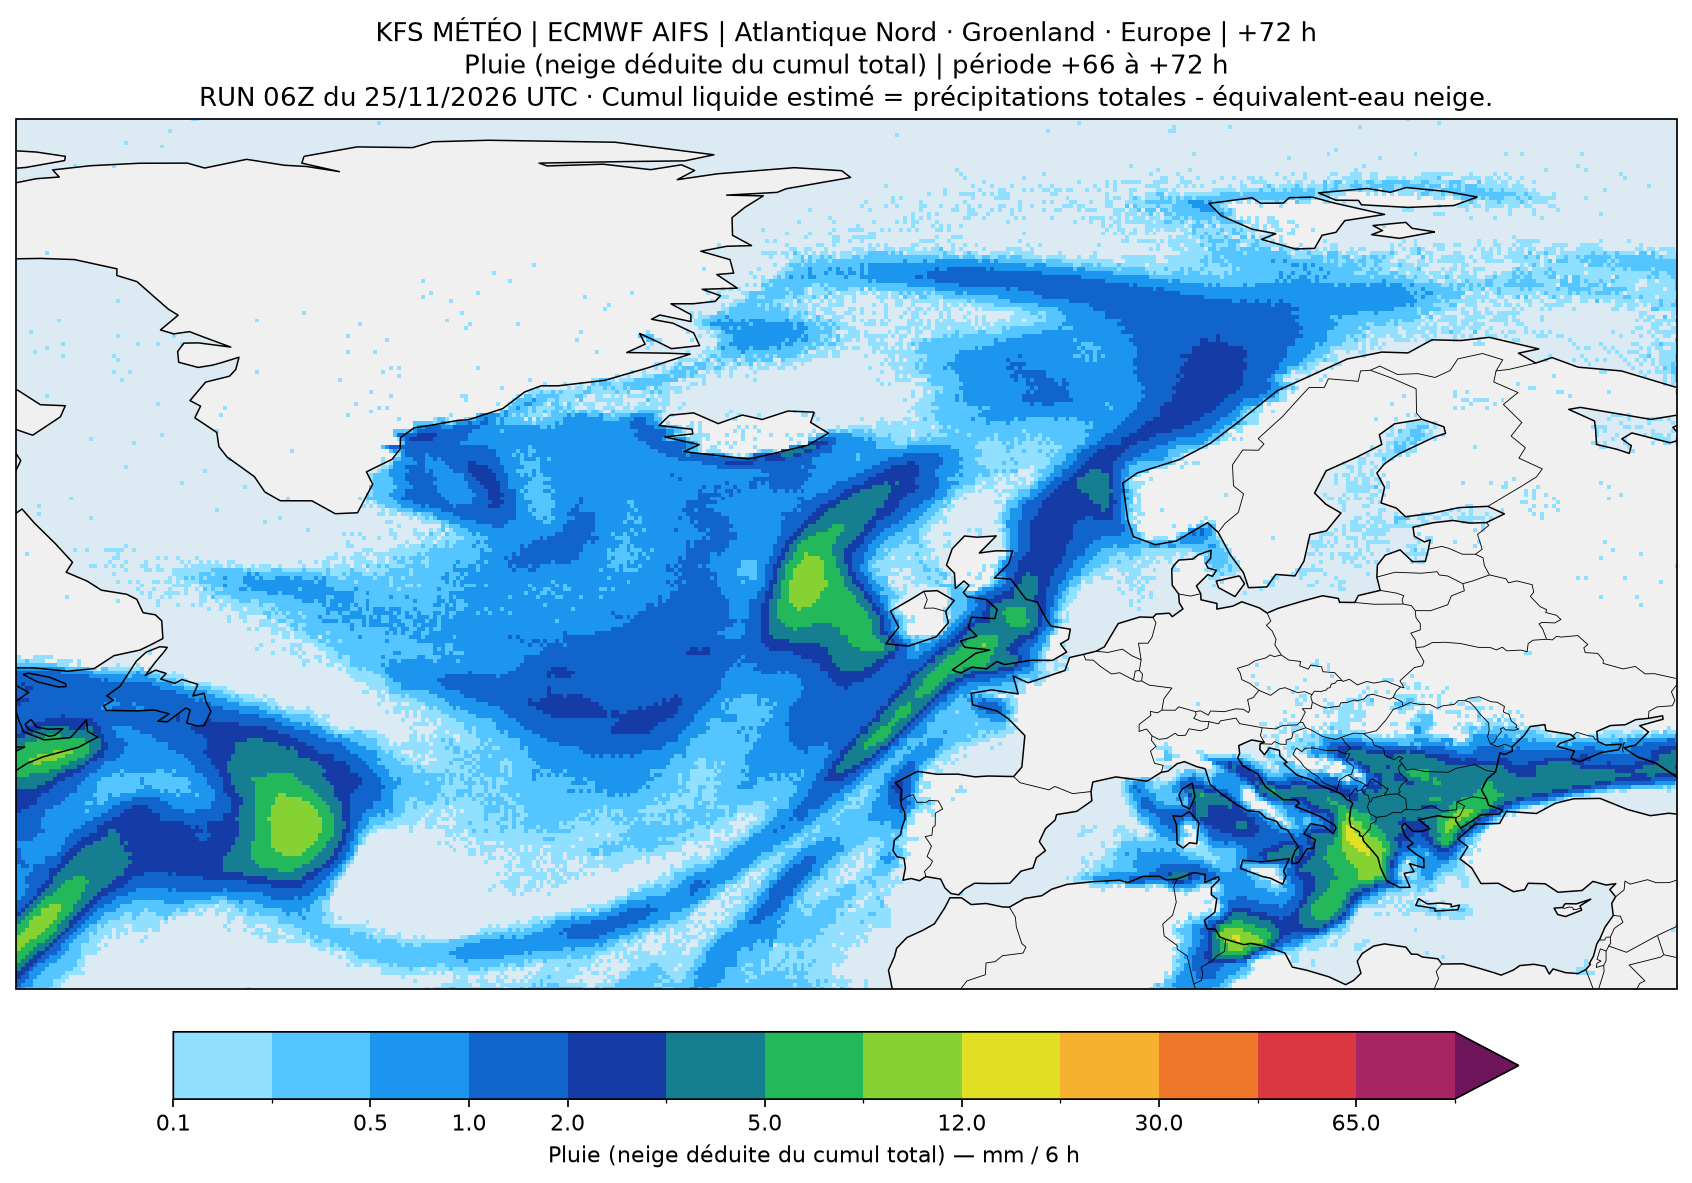 KFS MÉTÉO | ECMWF AIFS | Atlantique Nord · Groenland · Europe | +72 h
Pluie (neige déduite du cumul total) | période +66 à +72 h
RUN 06Z du 25/11/2026 UTC · Cumul liquide estimé = précipitations totales - équivalent-eau neige.
0.1 0.5 1.0 2.0 5.0 12.0 30.0 65.0
Pluie (neige déduite du cumul total) — mm / 6 h